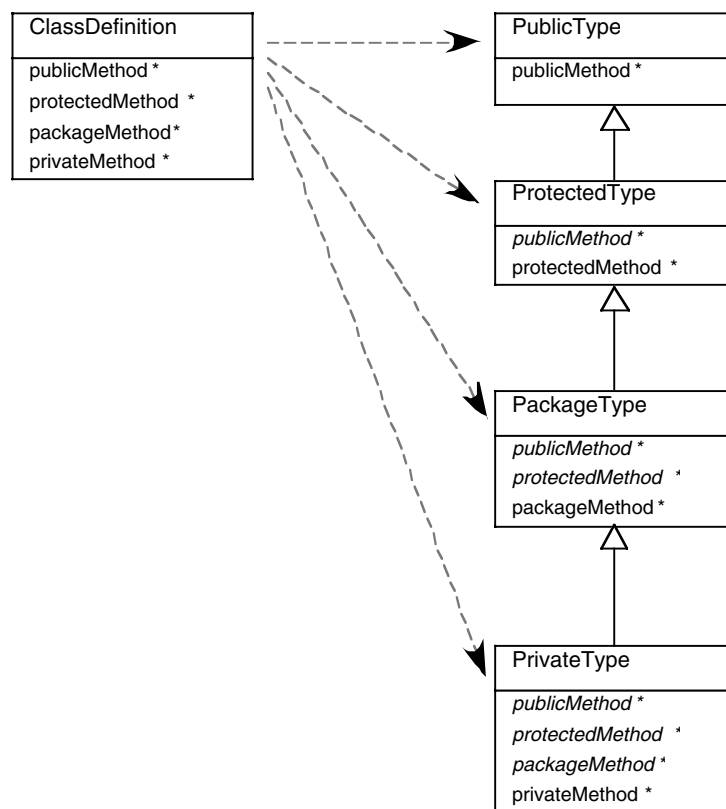 ClassDefinition
publicMethod *
protectedMethod *
packageMethod*
privateMethod *
PublicType
publicMethod *
ProtectedType
publicMethod *
protectedMethod *
PackageType
publicMethod *
protectedMethod *
packageMethod *
PrivateType
publicMethod *
protectedMethod *
packageMethod *
privateMethod *